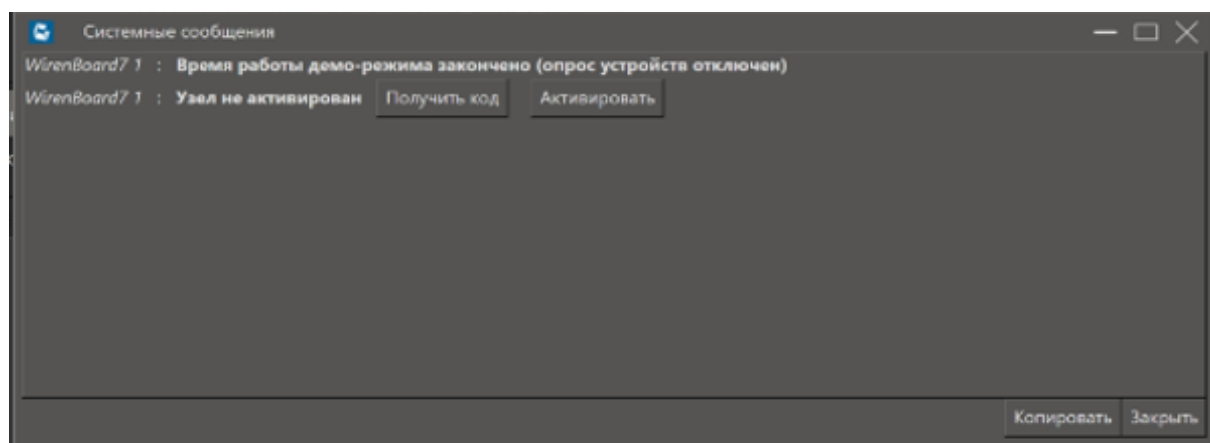 Системные сообщения
WirenBoard7 1 : Время работы демо-режима закончено (опрос устройств отключен)
WirenBoard7 1 : Узел не активирован Получить код Активировать
Копировать Закрыть